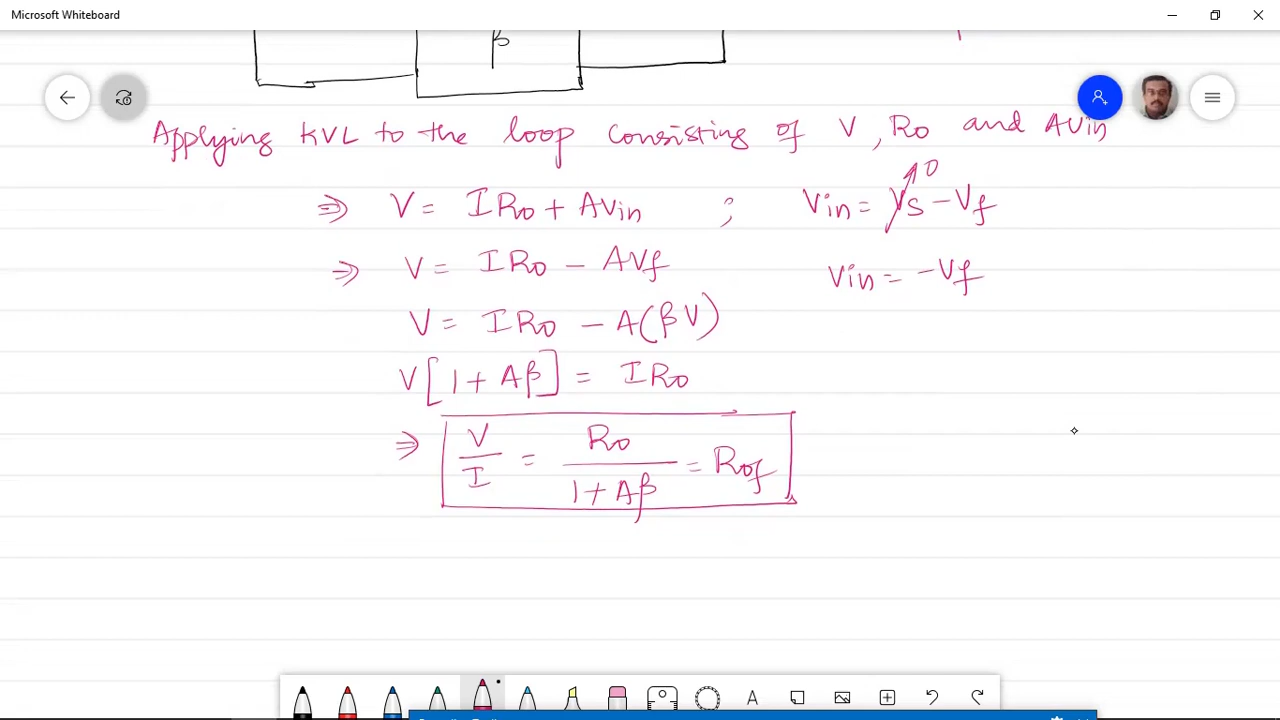 Microsoft Whiteboard
β
Applying KVL to the loop consisting of V, Ro and AVin
⇒ V = IRo + AVin ; Vin = Vs − Vf
0
⇒ V = IRo − AVf Vin = −Vf
V = IRo − A(βV)
V[1 + Aβ] = IRo
⇒ V/I = Ro/(1 + Aβ) = Rof
A